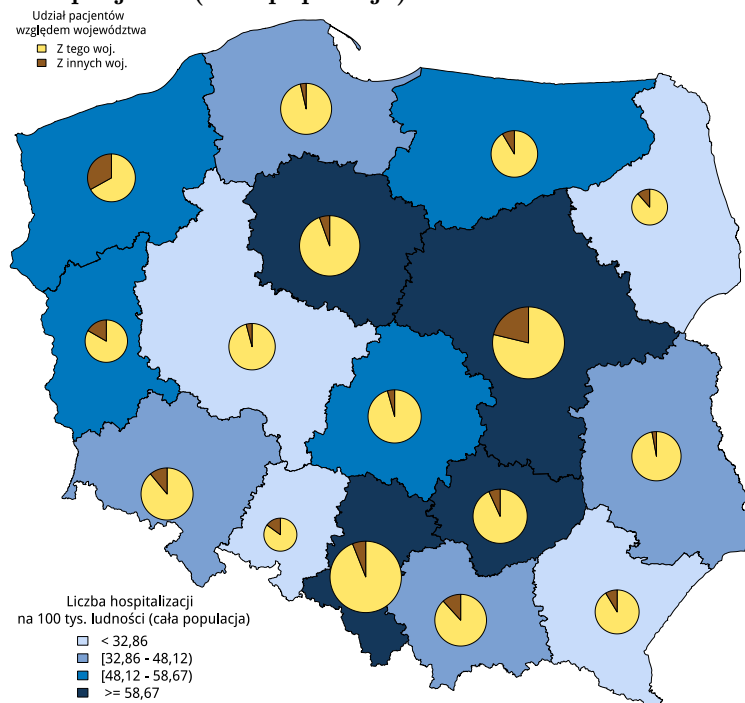 Udział pacjentów
względem województwa
Z tego woj.
Z innych woj.
Liczba hospitalizacji
na 100 tys. ludności (cała populacja)
< 32,86
[32,86 - 48,12)
[48,12 - 58,67)
>= 58,67